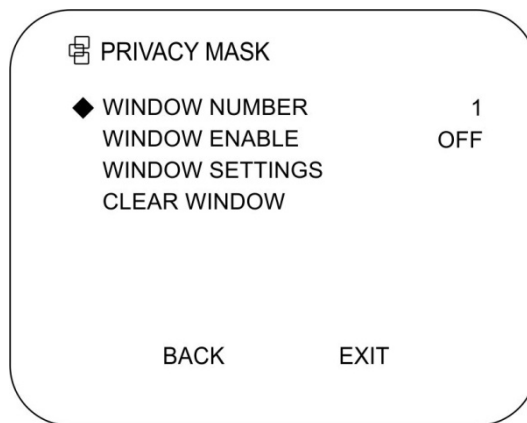 PRIVACY MASK
WINDOW NUMBER 1
WINDOW ENABLE OFF
WINDOW SETTINGS
CLEAR WINDOW
BACK EXIT